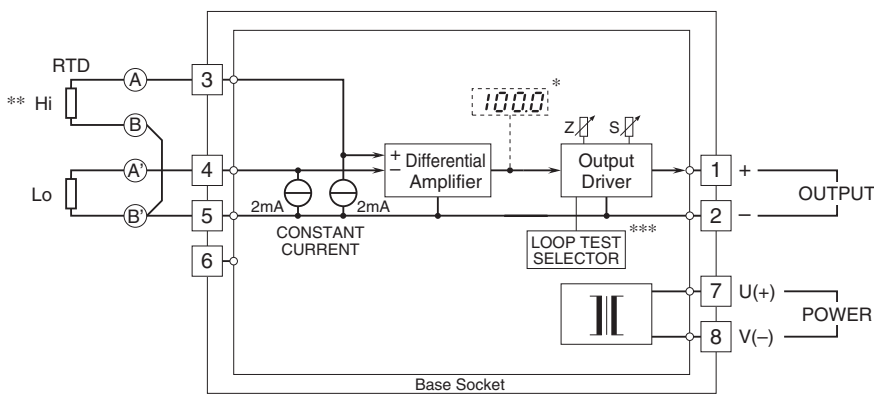 RTD
A
3
** Hi
B
A'
4
Lo
B'
5
6
2mA
2mA
CONSTANT
CURRENT
+
−
Differential
Amplifier
100.0
*
Z
S
Output
Driver
LOOP TEST
SELECTOR
***
1
+
2
−
OUTPUT
7
U(+)
8
V(−)
POWER
Base Socket